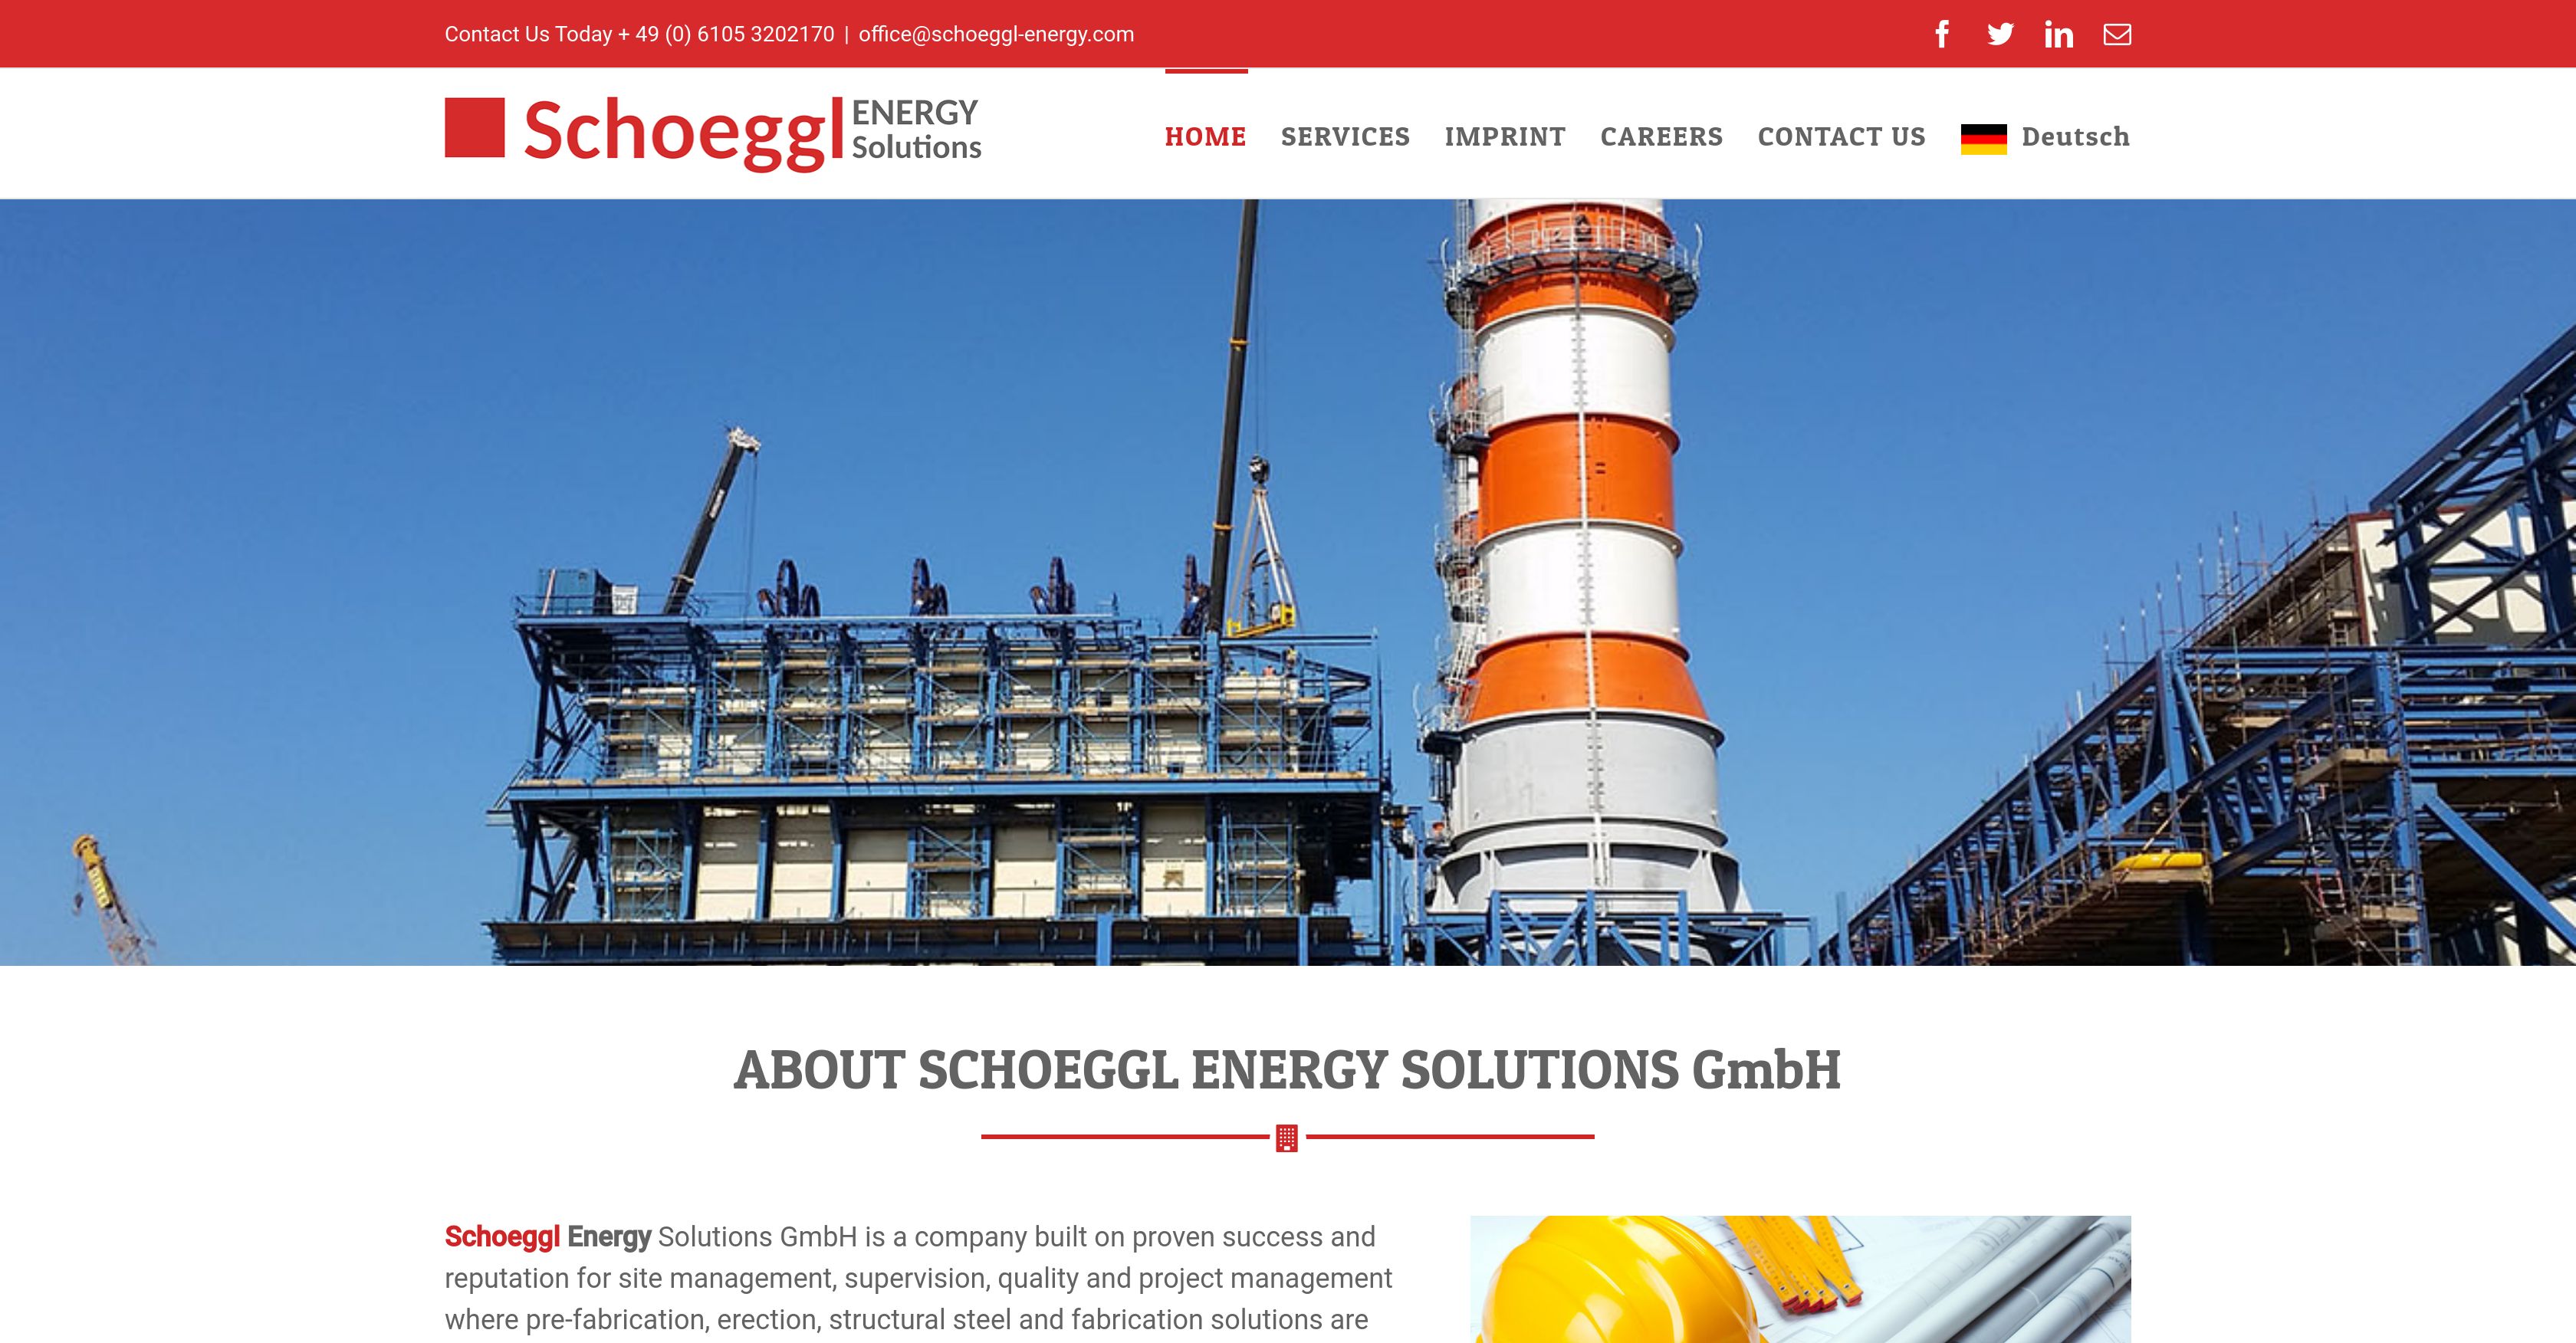 Contact Us Today + 49 (0) 6105 3202170 | office@schoeggl-energy.com
Schoeggl ENERGY
Solutions
HOME SERVICES IMPRINT CAREERS CONTACT US Deutsch
ABOUT SCHOEGGL ENERGY SOLUTIONS GmbH
Schoeggl Energy Solutions GmbH is a company built on proven success and
reputation for site management, supervision, quality and project management
where pre-fabrication, erection, structural steel and fabrication solutions are